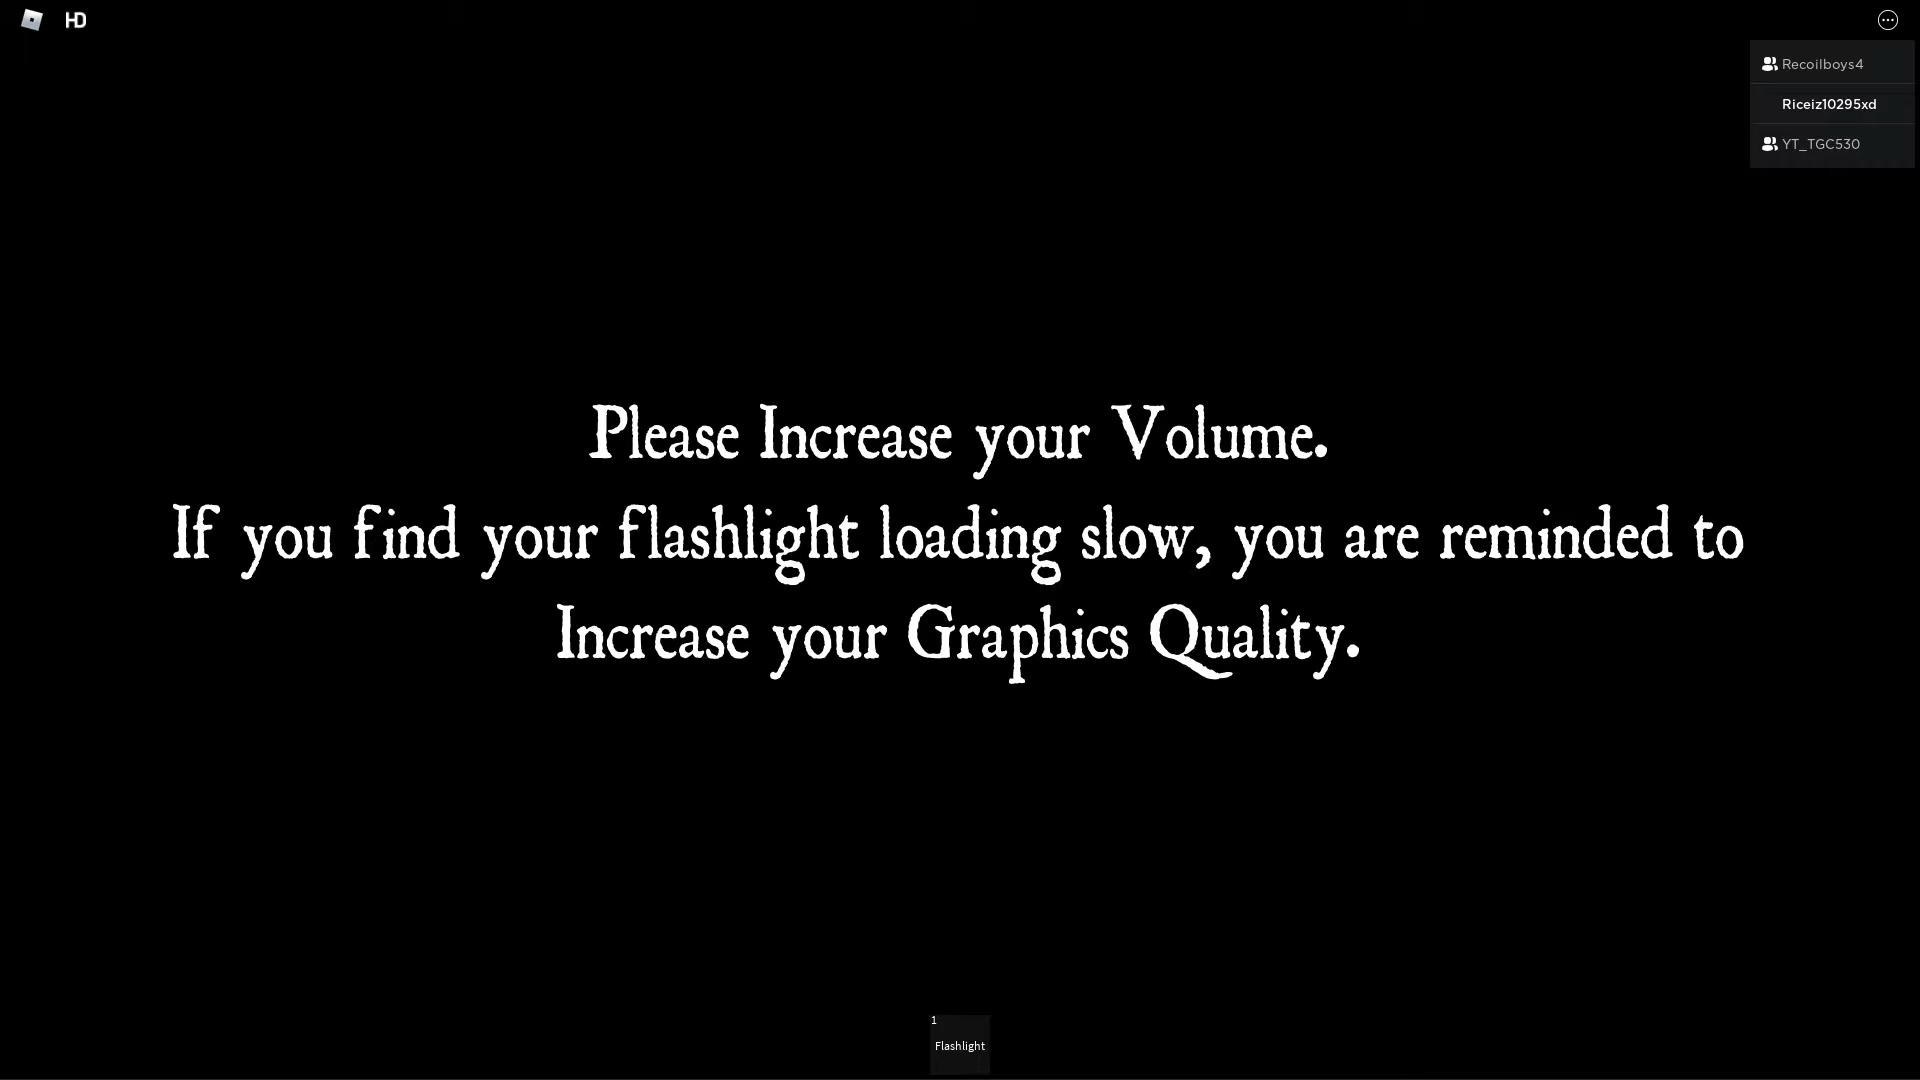 HD
Recoilboys4
Riceiz10295xd
YT_TGC530
Please Increase your Volume.
If you find your flashlight loading slow, you are reminded to
Increase your Graphics Quality.
1
Flashlight